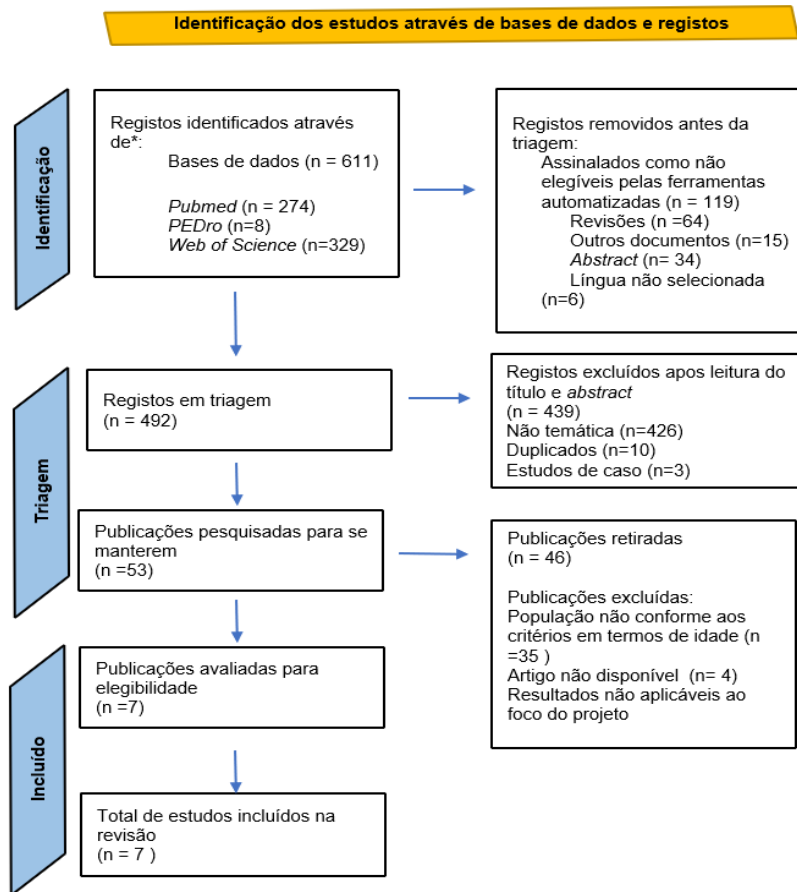 Identificação dos estudos através de bases de dados e registos
Identificação
Registos identificados através
de*:
Bases de dados (n = 611)
Pubmed (n = 274)
PEDro (n=8)
Web of Science (n=329)
Registos removidos antes da
triagem:
Assinalados como não
elegíveis pelas ferramentas
automatizadas (n = 119)
Revisões (n=64)
Outros documentos (n=15)
Abstract (n= 34)
Língua não selecionada
(n=6)
Triagem
Registos em triagem
(n = 492)
Registos excluídos apos leitura do
título e abstract
(n = 439)
Não temática (n=426)
Duplicados (n=10)
Estudos de caso (n=3)
Publicações pesquisadas para se
manterem
(n =53)
Publicações retiradas
(n = 46)
Publicações excluídas:
População não conforme aos
critérios em termos de idade (n
=35 )
Artigo não disponível  (n= 4)
Resultados não aplicáveis ao
foco do projeto
Publicações avaliadas para
elegibilidade
(n =7)
Incluído
Total de estudos incluídos na
revisão
(n = 7 )